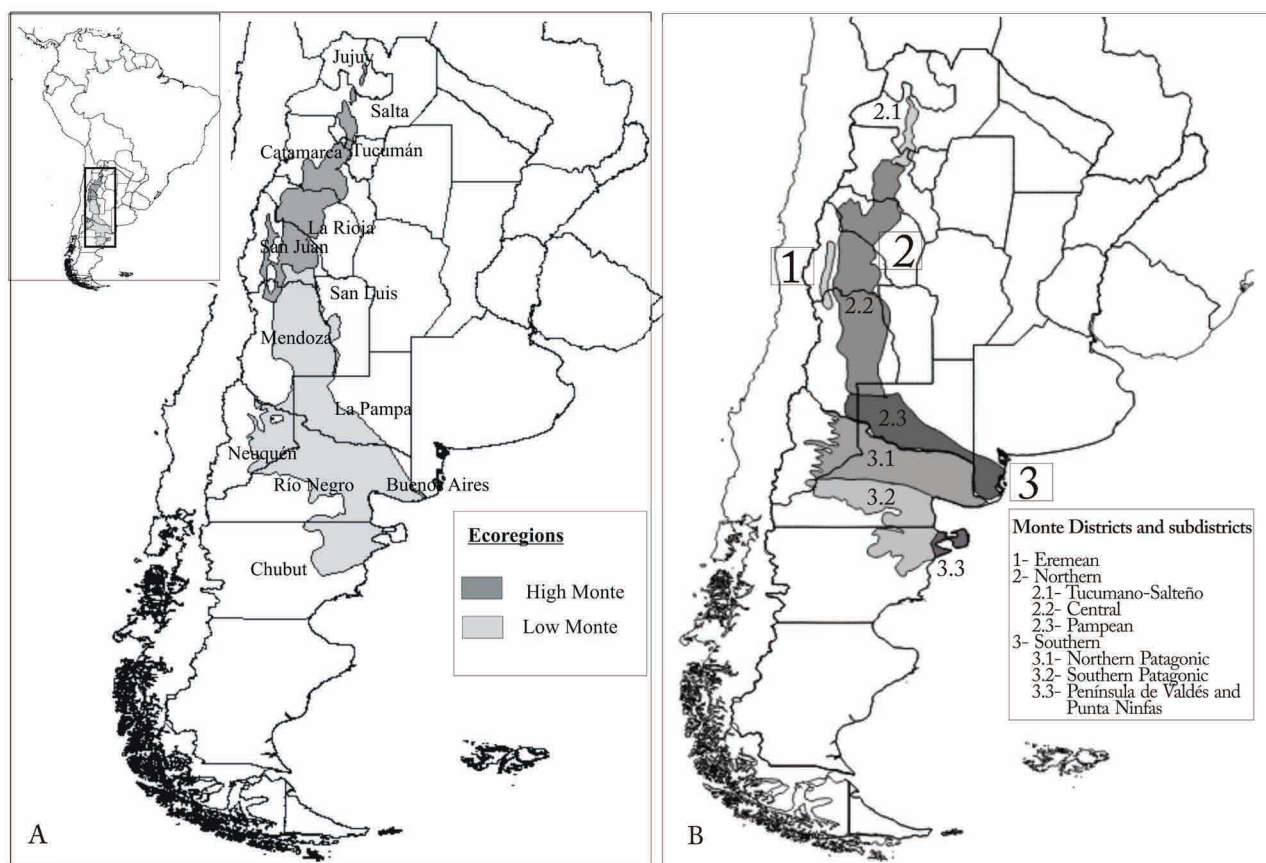 Jujuy
Salta
Catamarca
Tucumán
La Rioja
San Juan
San Luis
Mendoza
La Pampa
Neuquén
Río Negro
Buenos Aires
Chubut
Ecoregions
High Monte
Low Monte
A
2.1
1
2
2.2
2.3
3.1
3
3.2
3.3
Monte Districts and subdistricts
1- Eremean
2- Northern
2.1- Tucumano-Salteño
2.2- Central
2.3- Pampean
3- Southern
3.1- Northern Patagonic
3.2- Southern Patagonic
3.3- Península de Valdés and
Punta Ninfas
B